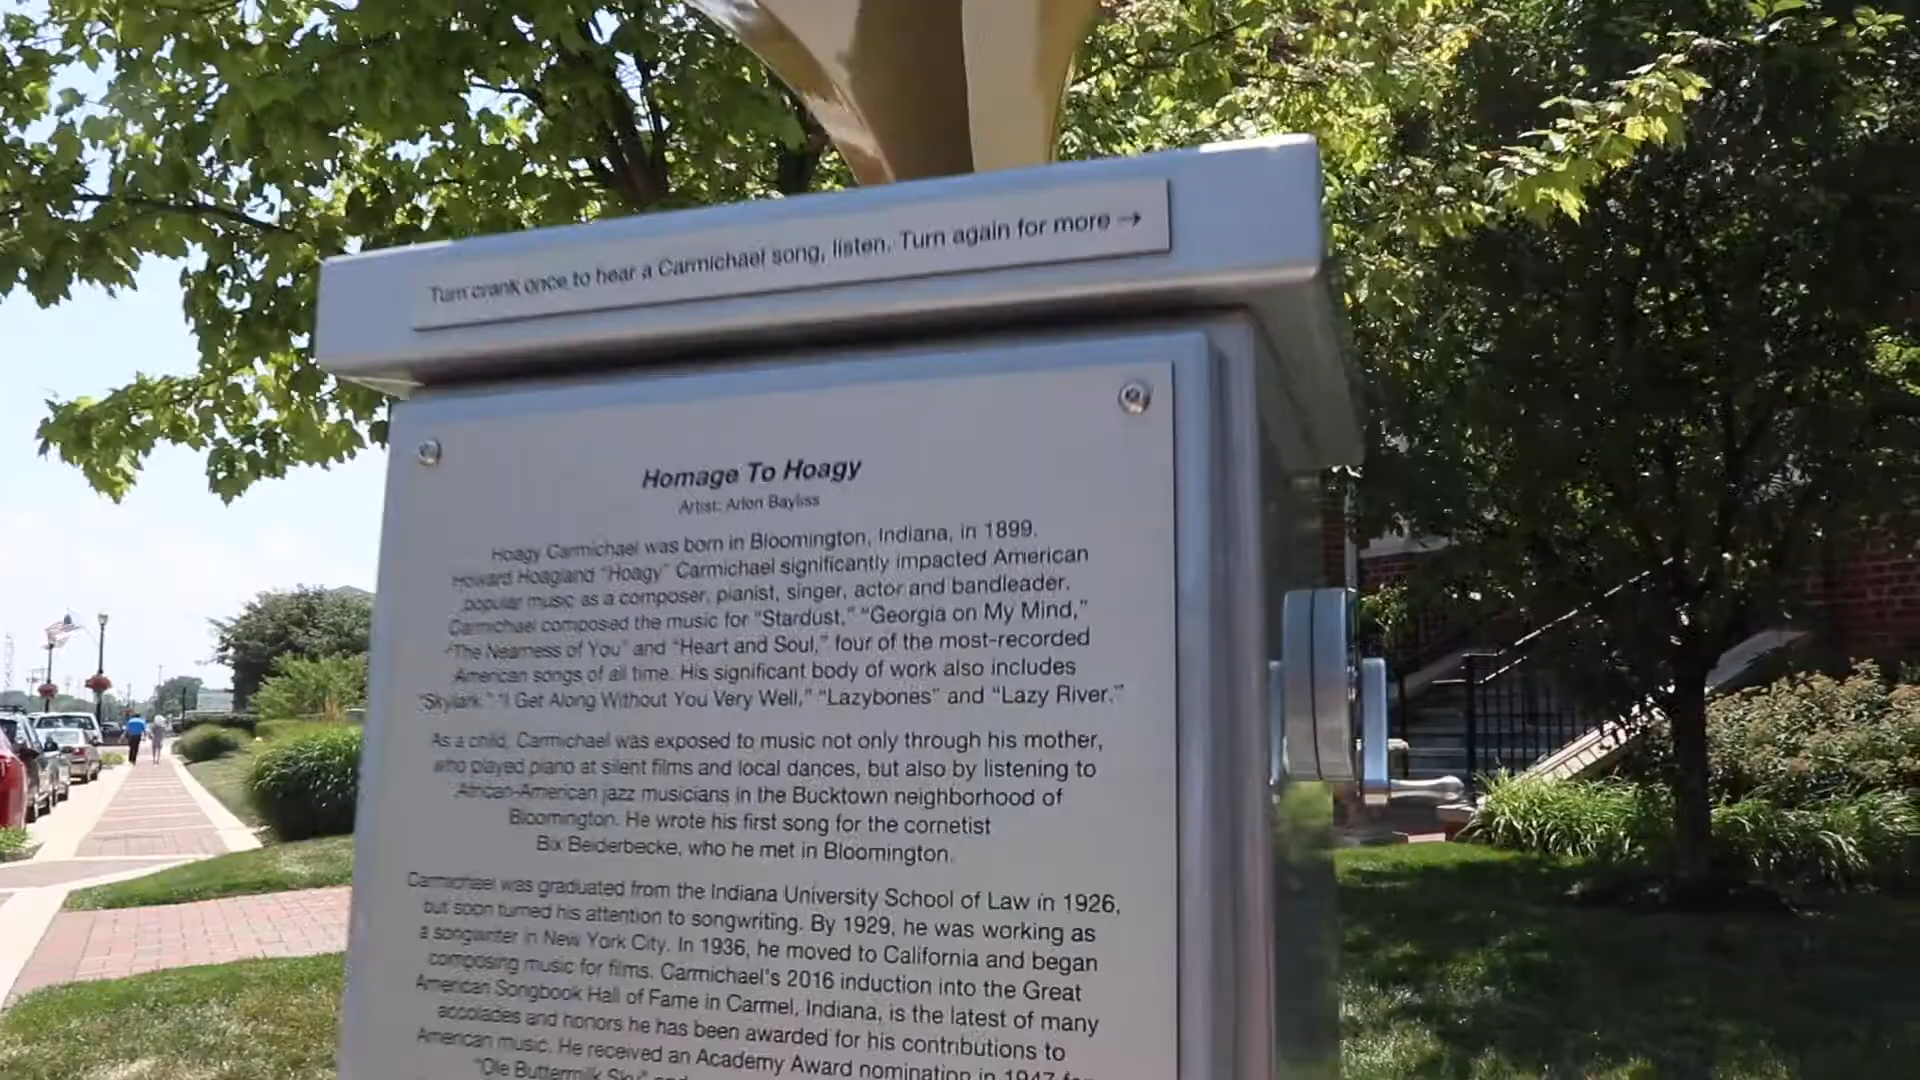 Turn crank once to hear a Carmichael song, listen. Turn again for more →
Homage To Hoagy
Artist: Arlon Bayliss
Hoagy Carmichael was born in Bloomington, Indiana, in 1899.
Howard Hoagland "Hoagy" Carmichael significantly impacted American
popular music as a composer, pianist, singer, actor and bandleader.
Carmichael composed the music for "Stardust," "Georgia on My Mind,"
"The Nearness of You" and "Heart and Soul," four of the most-recorded
American songs of all time. His significant body of work also includes
"Skylark," "I Get Along Without You Very Well," "Lazybones" and "Lazy River."
As a child, Carmichael was exposed to music not only through his mother,
who played piano at silent films and local dances, but also by listening to
African-American jazz musicians in the Bucktown neighborhood of
Bloomington. He wrote his first song for the cornetist
Bix Beiderbecke, who he met in Bloomington.
Carmichael was graduated from the Indiana University School of Law in 1926,
but soon turned his attention to songwriting. By 1929, he was working as
a songwriter in New York City. In 1936, he moved to California and began
composing music for films. Carmichael's 2016 induction into the Great
American Songbook Hall of Fame in Carmel, Indiana, is the latest of many
accolades and honors he has been awarded for his contributions to
American music. He received an Academy Award nomination in 1947 for
"Ole Buttermilk Sky" and